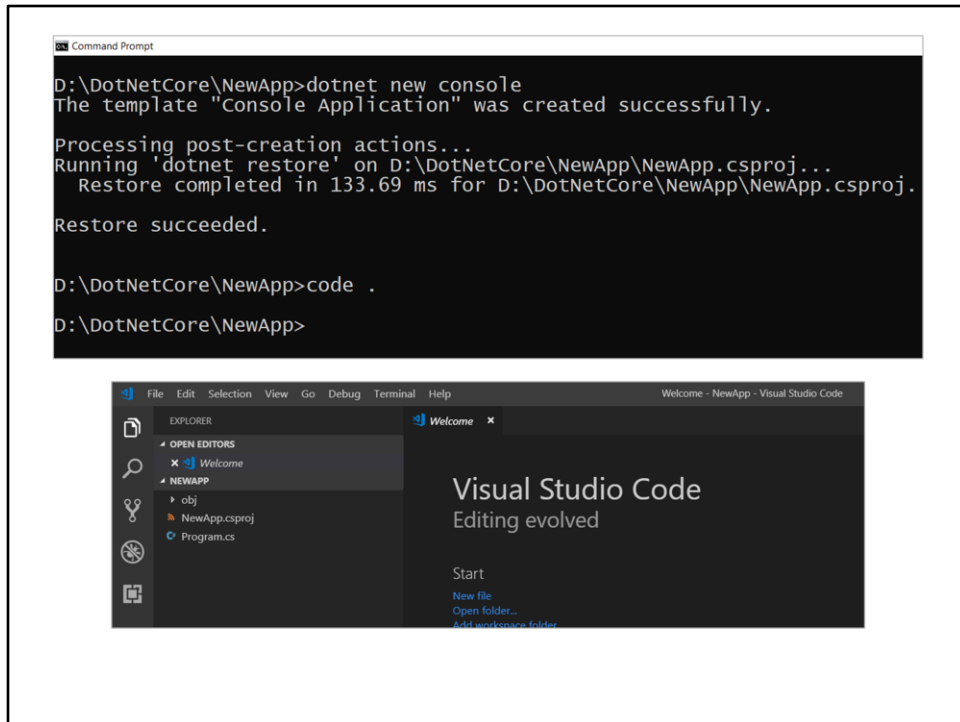 Command Prompt
D:\DotNetCore\NewApp>dotnet new console
The template "Console Application" was created successfully.
Processing post-creation actions...
Running 'dotnet restore' on D:\DotNetCore\NewApp\NewApp.csproj...
Restore completed in 133.69 ms for D:\DotNetCore\NewApp\NewApp.csproj.
Restore succeeded.
D:\DotNetCore\NewApp>code .
D:\DotNetCore\NewApp>
File Edit Selection View Go Debug Terminal Help Welcome - NewApp - Visual Studio Code
EXPLORER
OPEN EDITORS
Welcome
NEWAPP
obj
NewApp.csproj
Program.cs
Welcome
Visual Studio Code
Editing evolved
Start
New file
Open folder...
Add workspace folder